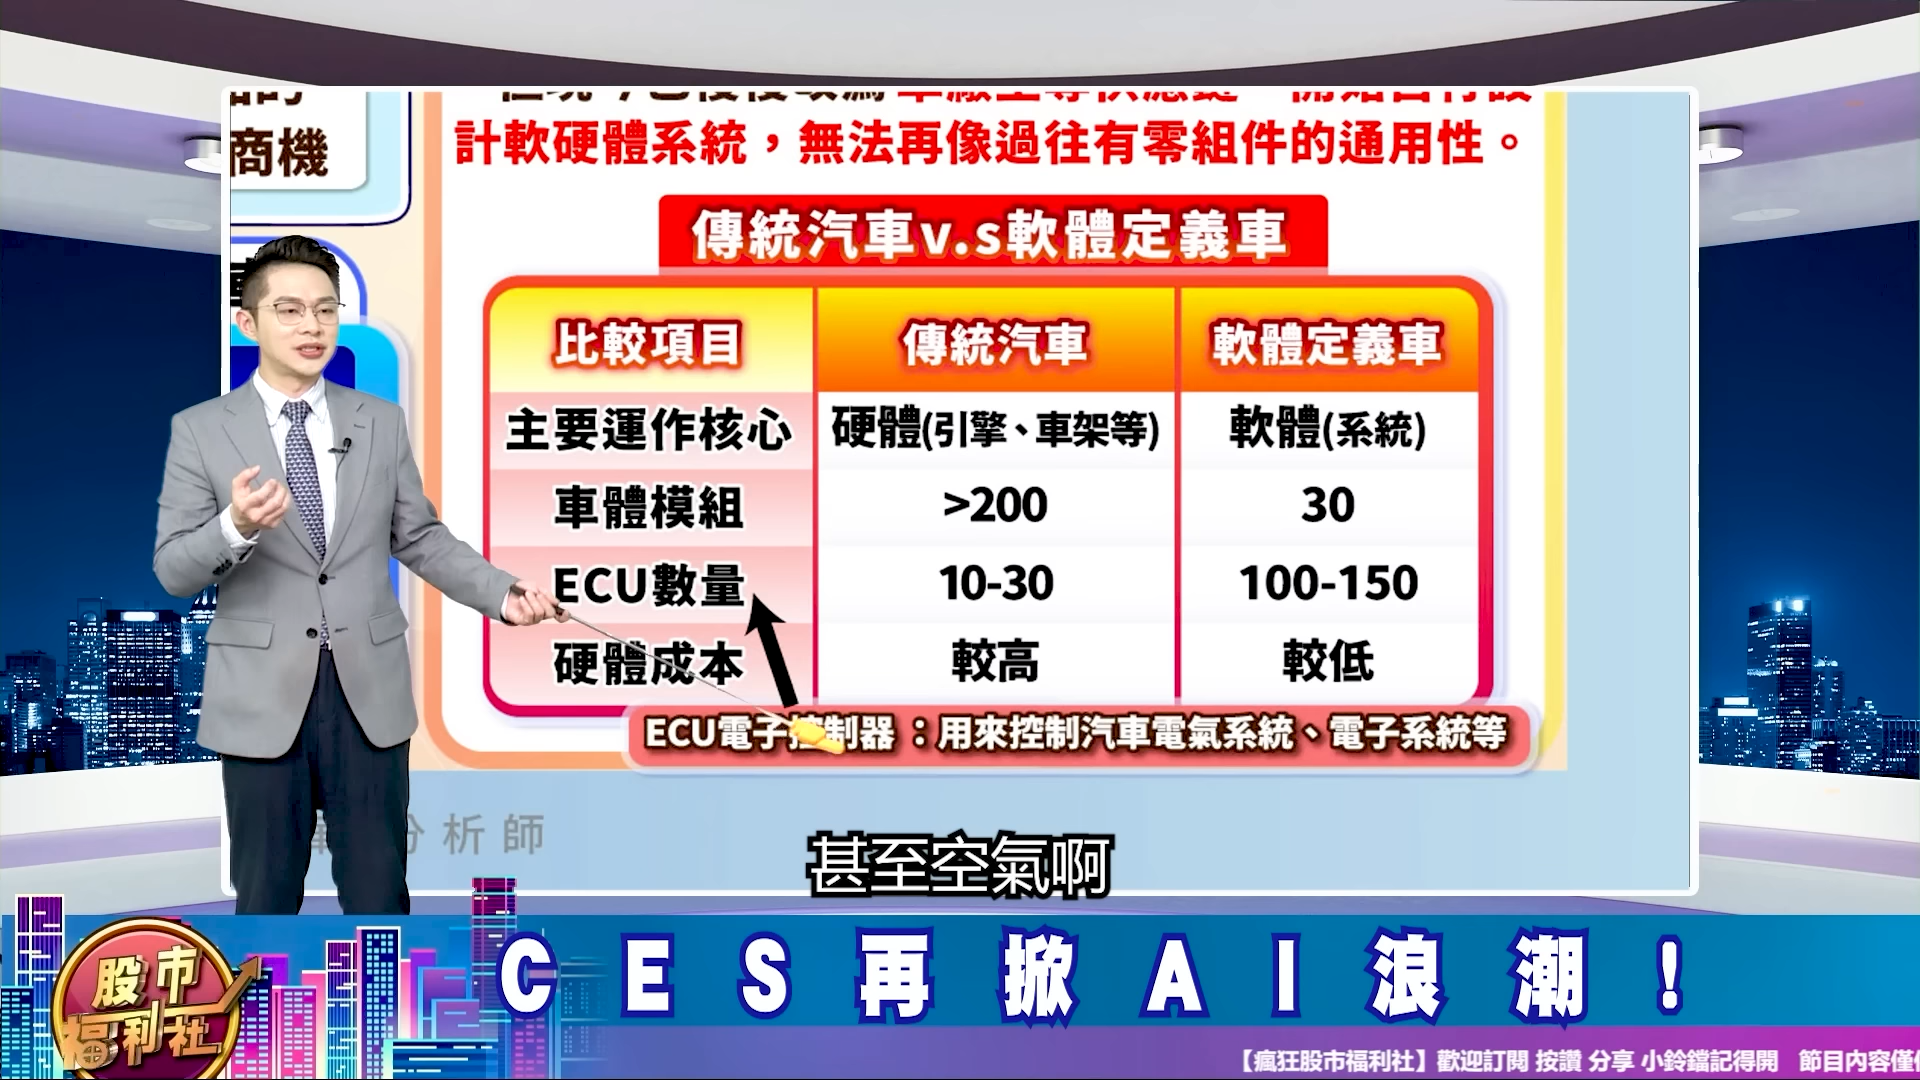 商機
計軟硬體系統，無法再像過往有零組件的通用性。
傳統汽車v.s軟體定義車
比較項目 傳統汽車 軟體定義車
主要運作核心 硬體(引擎、車架等) 軟體(系統)
車體模組 >200 30
ECU數量 10-30 100-150
硬體成本 較高 較低
ECU電子控制器：用來控制汽車電氣系統、電子系統等
分析師
甚至空氣啊
CES再掀AI浪潮!
股市福利社
【瘋狂股市福利社】歡迎訂閱 按讚 分享 小鈴鐺記得開 節目內容僅